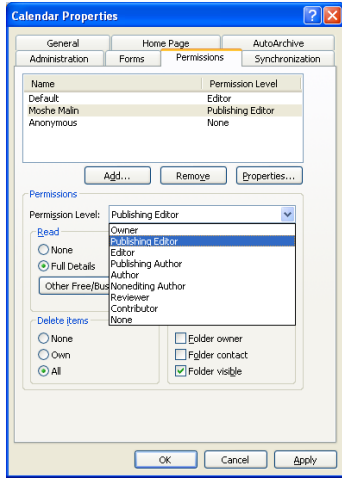 Calendar Properties
General Home Page AutoArchive
Administration Forms Permissions Synchronization
Name Permission Level
Default Editor
Moshe Malin Publishing Editor
Anonymous None
Add... Remove Properties...
Permissions
Permission Level: Publishing Editor
Owner
Publishing Editor
Editor
Publishing Author
Author
Nonediting Author
Reviewer
Contributor
None
Read
None
Full Details
Other Free/Bus
Delete items
None
Own
All
Folder owner
Folder contact
Folder visible
OK Cancel Apply